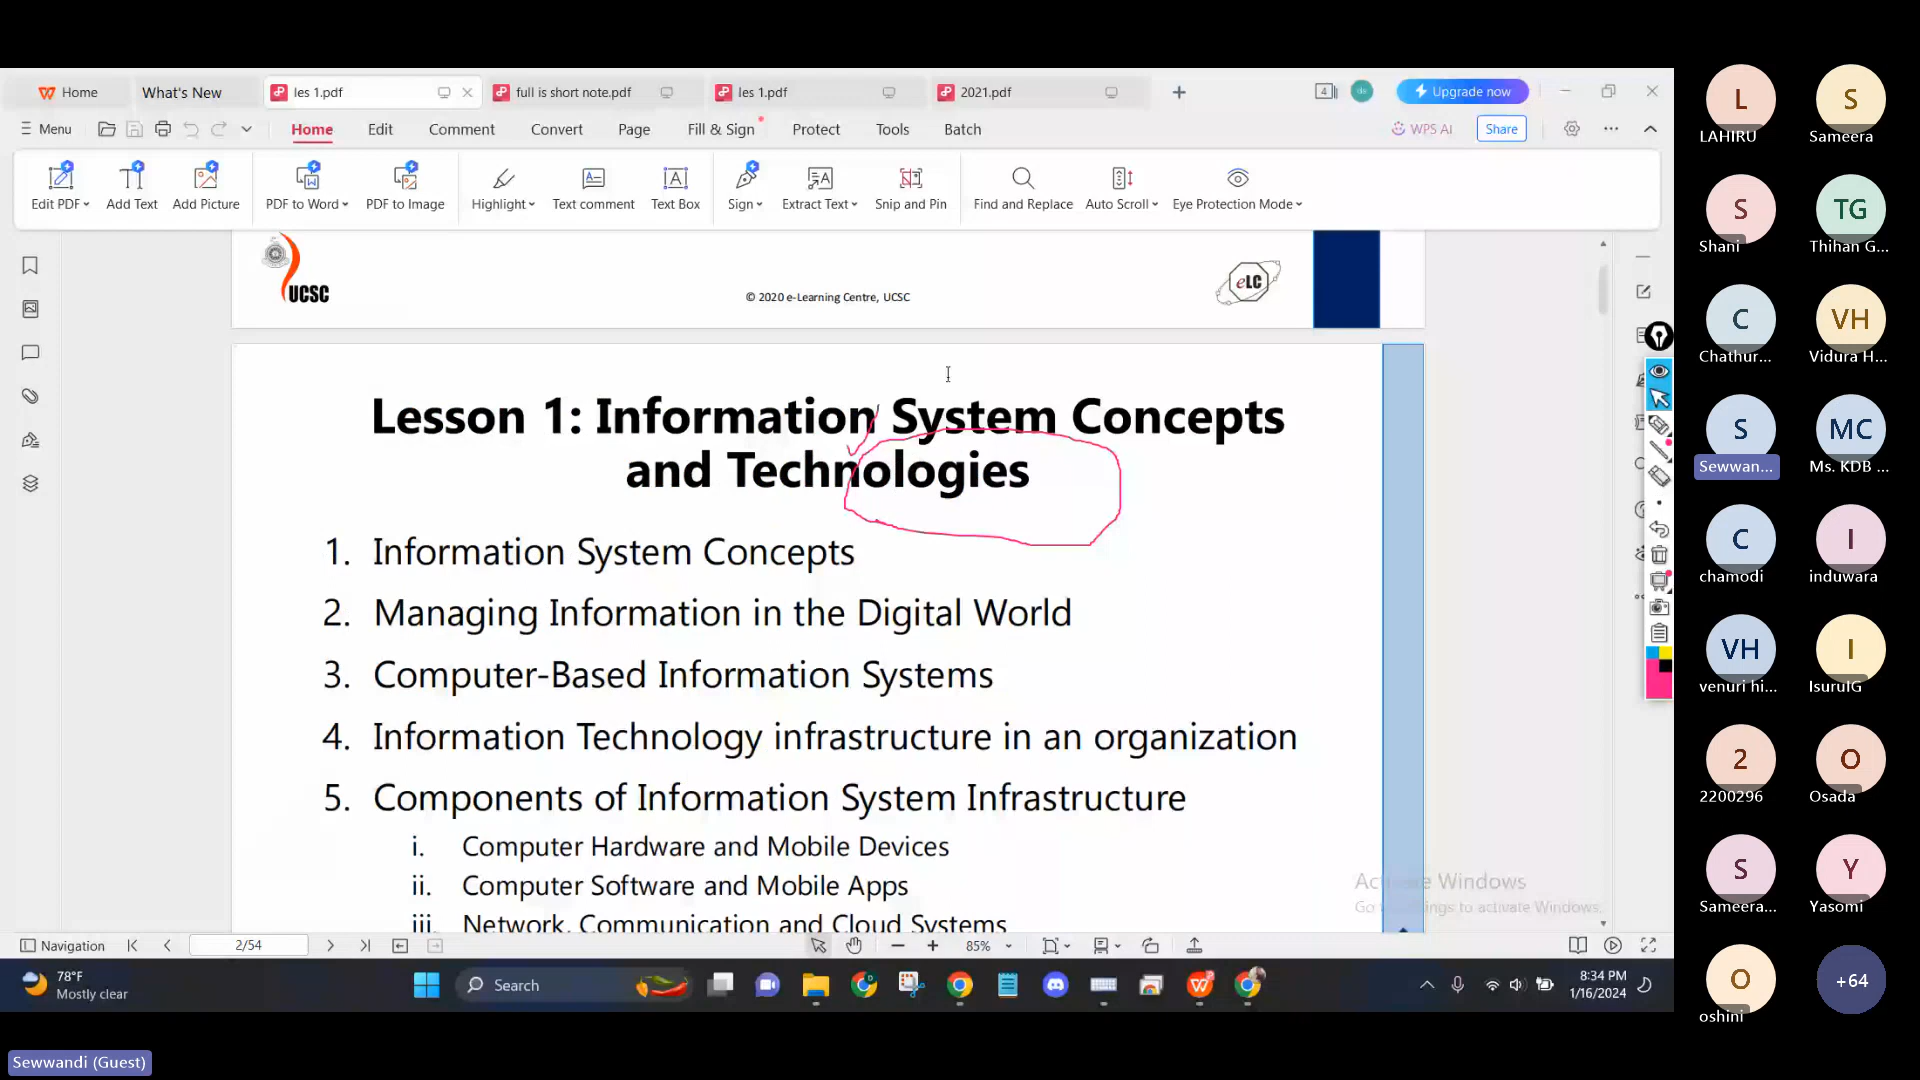 Home
What's New
les 1.pdf
full is short note.pdf
les 1.pdf
2021.pdf
4
Upgrade now
Menu
Home
Edit
Comment
Convert
Page
Fill & Sign
Protect
Tools
Batch
WPS AI
Share
Edit PDF
Add Text
Add Picture
PDF to Word
PDF to Image
Highlight
Text comment
Text Box
Sign
Extract Text
Snip and Pin
Find and Replace
Auto Scroll
Eye Protection Mode
UCSC
© 2020 e-Learning Centre, UCSC
eLC
Lesson 1: Information System Concepts
and Technologies
1. Information System Concepts
2. Managing Information in the Digital World
3. Computer-Based Information Systems
4. Information Technology infrastructure in an organization
5. Components of Information System Infrastructure
i. Computer Hardware and Mobile Devices
ii. Computer Software and Mobile Apps
iii. Network, Communication and Cloud Systems
Navigation
2/54
85%
78°F
Mostly clear
Search
8:34 PM
1/16/2024
L
LAHIRU
S
Sameera
S
Shani
TG
Thihan G...
C
Chathur...
VH
Vidura H...
S
Sewwan...
MC
Ms. KDB ...
C
chamodi
I
induwara
VH
venuri hi...
I
IsuruIG
2
2200296
O
Osada
S
Sameera...
Y
Yasomi
O
oshini
+64
Sewwandi (Guest)